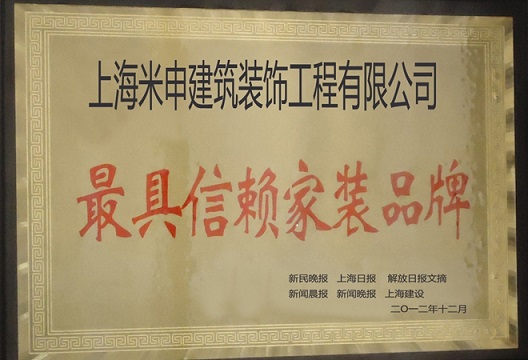 上海米申建筑装饰工程有限公司
最具信赖家装品牌
新民晚报 上海日报 解放日报文摘
新闻晨报 新闻晚报 上海建设
二〇一二年十二月